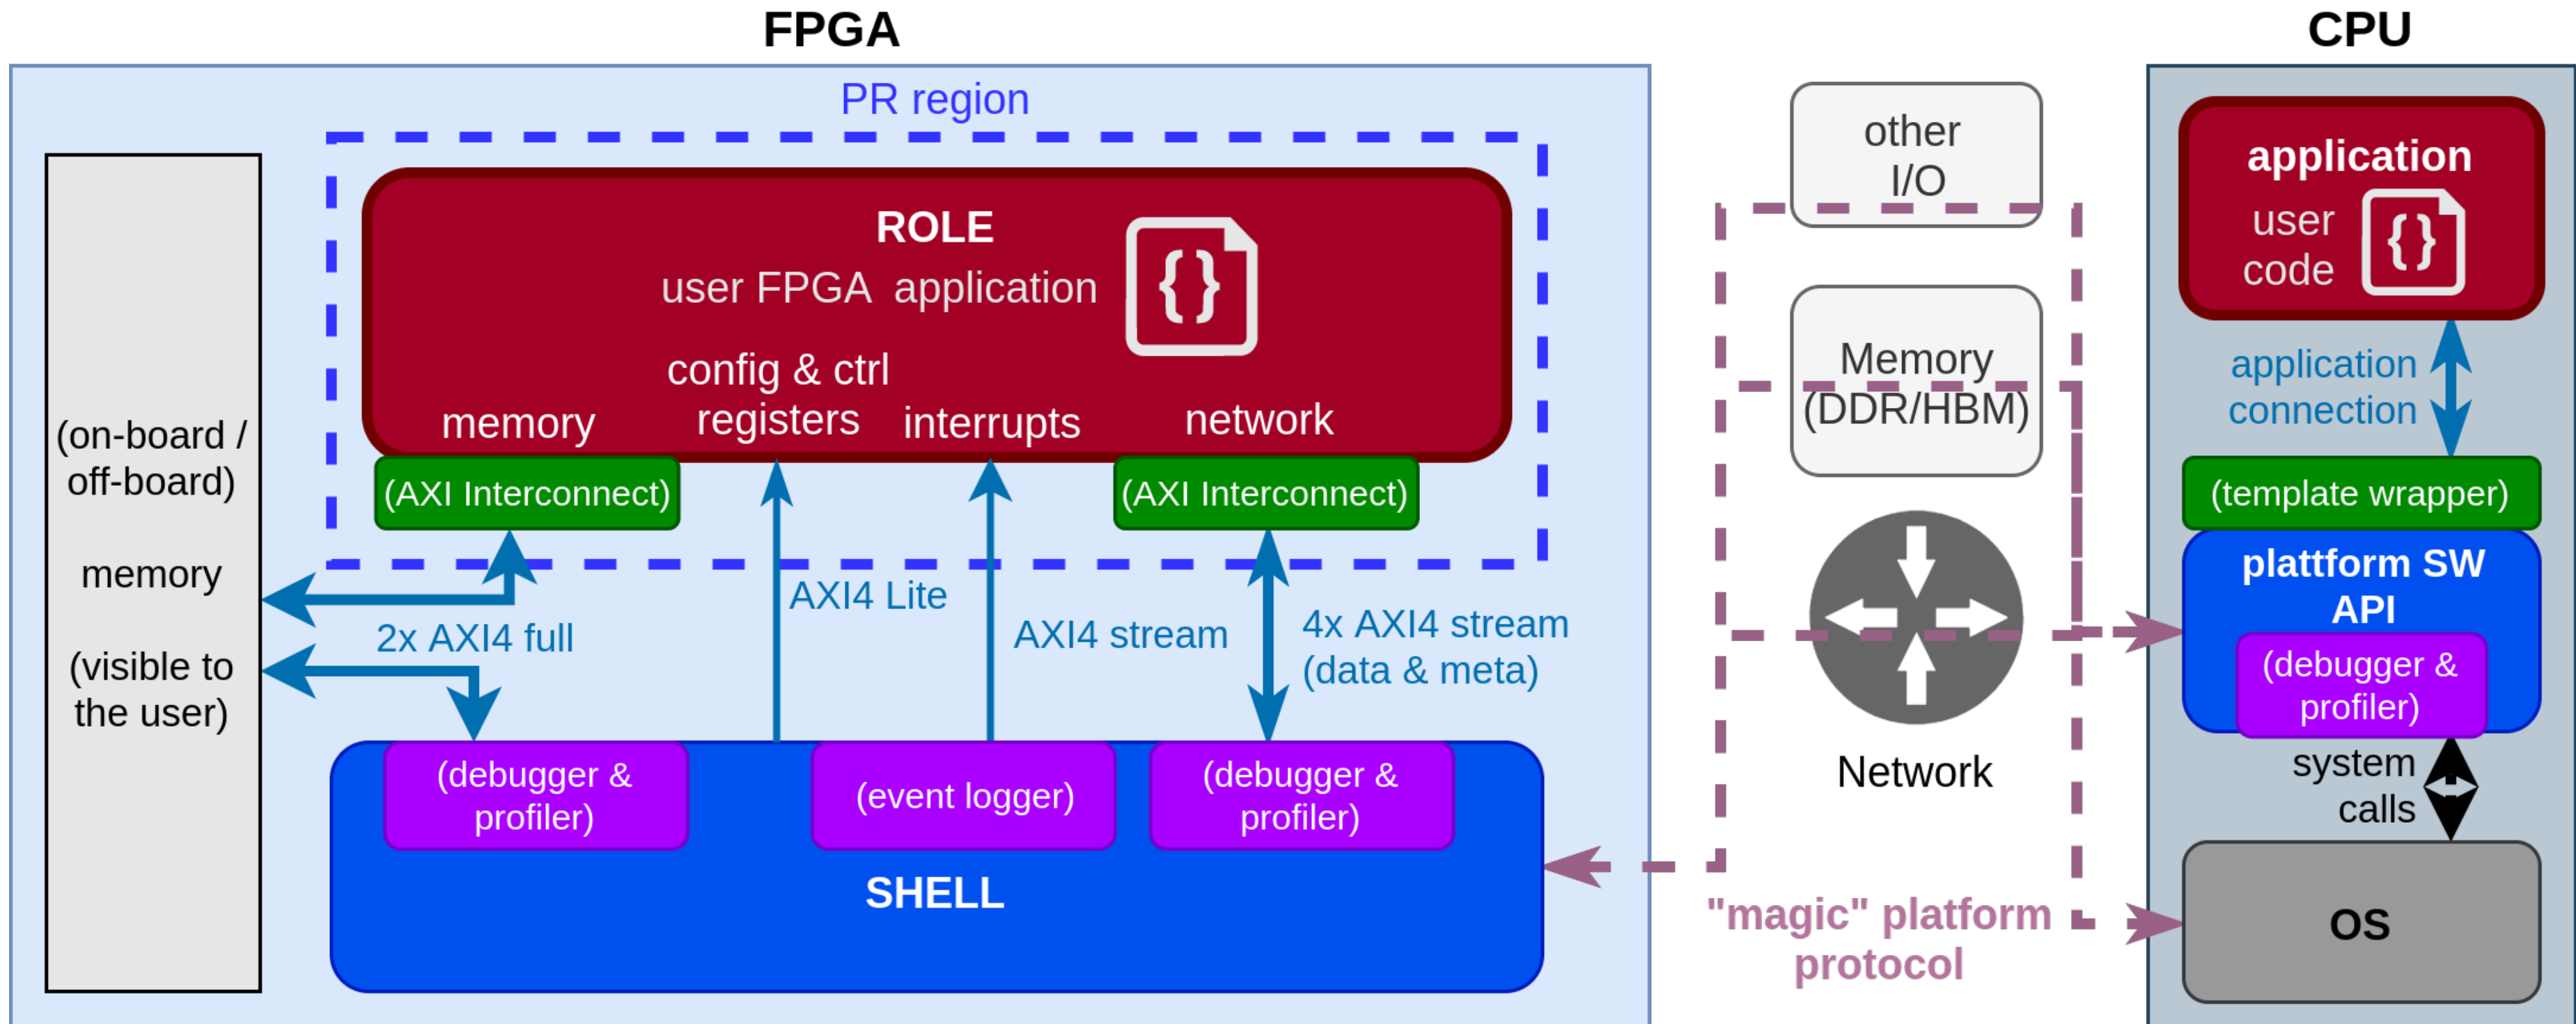 FPGA
CPU
PR region
ROLE
user FPGA application
config & ctrl
registers
memory
interrupts
network
(AXI Interconnect)
(AXI Interconnect)
(on-board /
off-board)
memory
(visible to
the user)
2x AXI4 full
AXI4 Lite
AXI4 stream
4x AXI4 stream
(data & meta)
(debugger &
profiler)
(event logger)
(debugger &
profiler)
SHELL
other
I/O
Memory
(DDR/HBM)
Network
"magic" platform
protocol
application
user
code
application
connection
(template wrapper)
plattform SW
API
(debugger &
profiler)
system
calls
OS